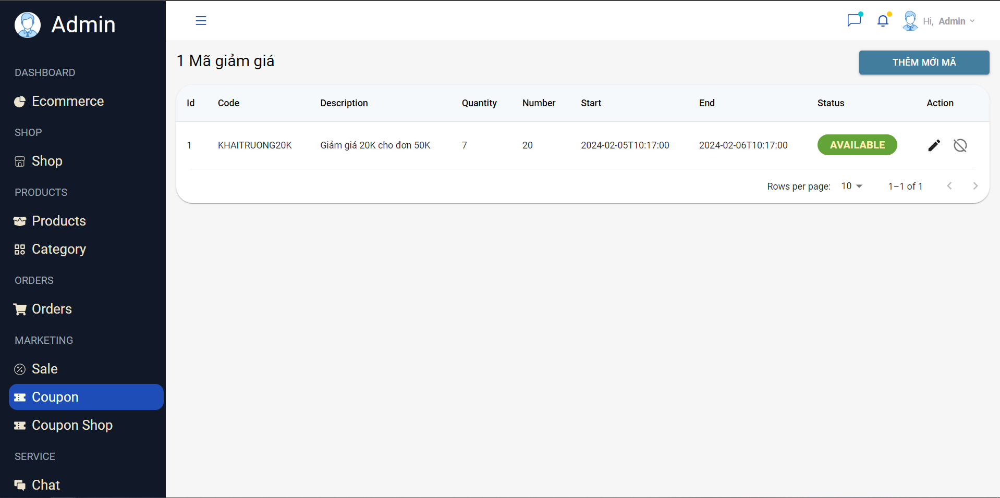 Admin
DASHBOARD
Ecommerce
SHOP
Shop
PRODUCTS
Products
Category
ORDERS
Orders
MARKETING
Sale
Coupon
Coupon Shop
SERVICE
Chat
Hi, Admin
1 Mã giảm giá
THÊM MỚI MÃ
Id Code Description Quantity Number Start End Status Action
1 KHAITRUONG20K Giảm giá 20K cho đơn 50K 7 20 2024-02-05T10:17:00 2024-02-06T10:17:00 AVAILABLE
Rows per page: 10 1–1 of 1